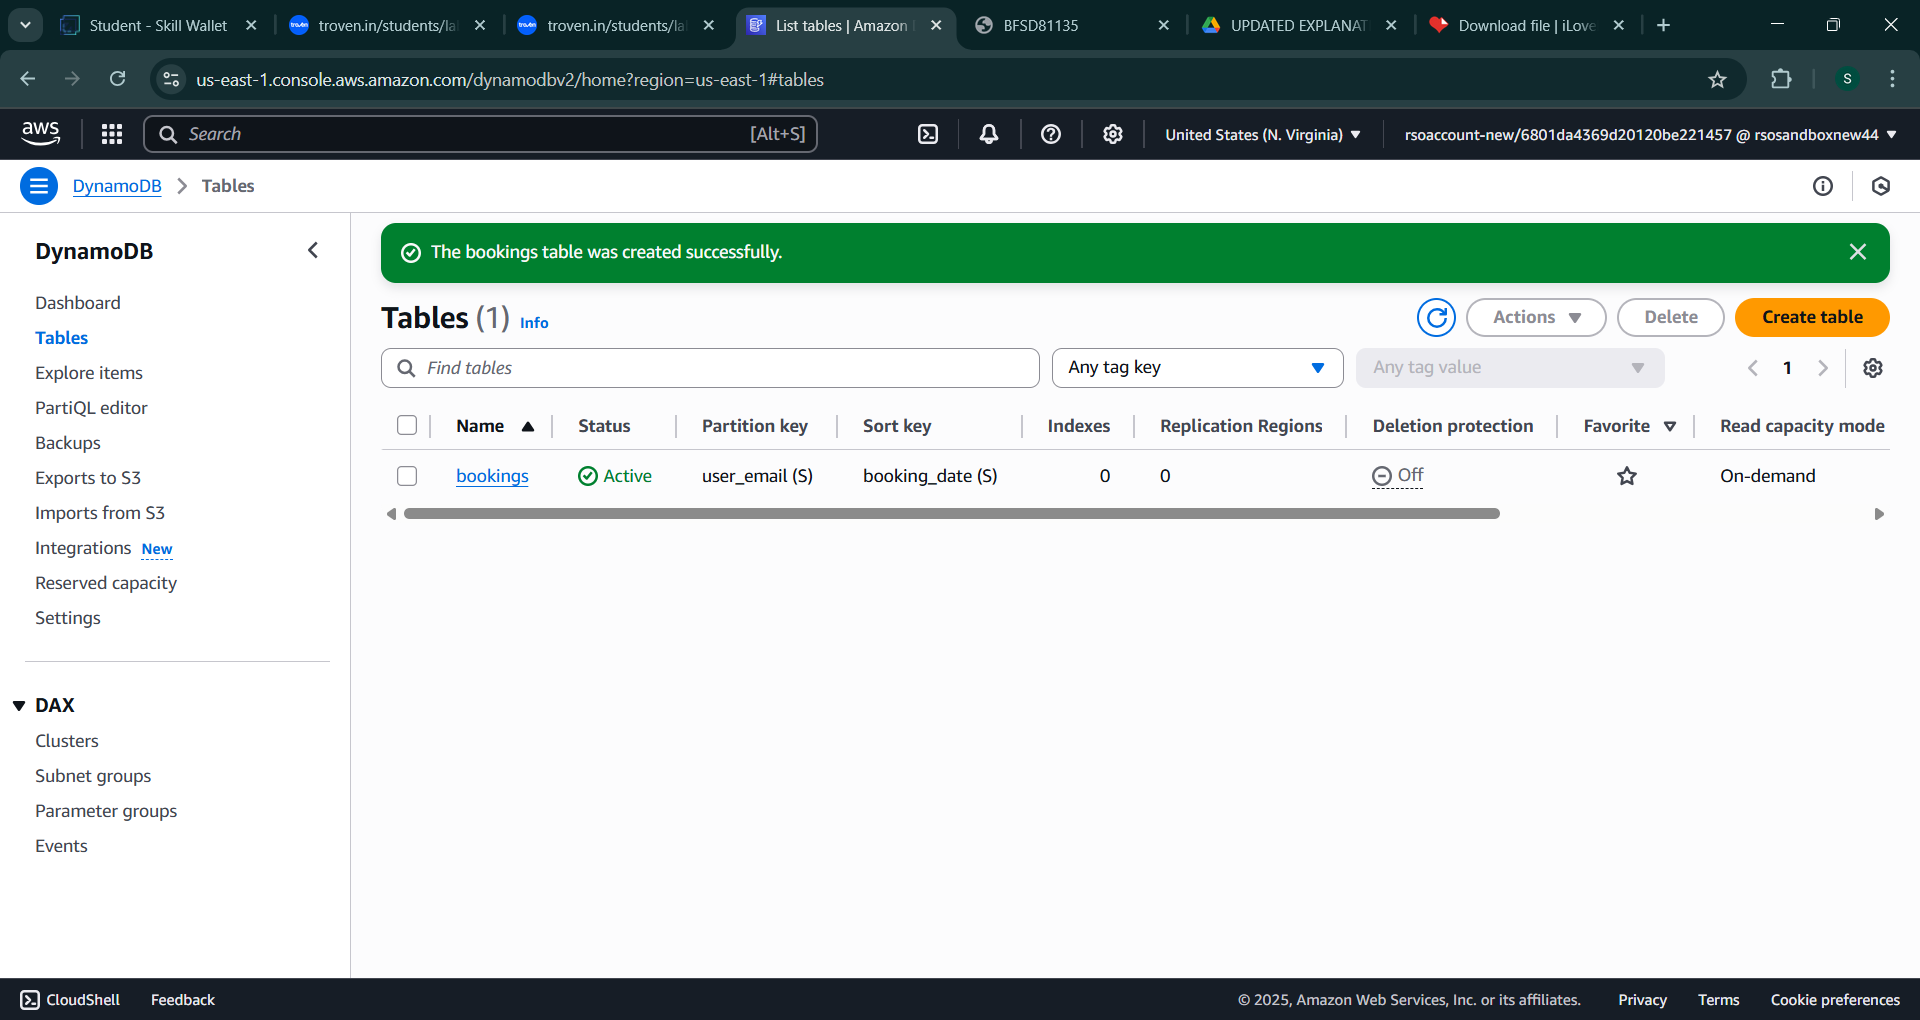 Student - Skill Wallet
troven.in/students/la
troven.in/students/la
List tables | Amazon
BFSD81135
UPDATED EXPLANAT
Download file | iLove
us-east-1.console.aws.amazon.com/dynamodbv2/home?region=us-east-1#tables
S
aws
Search
[Alt+S]
United States (N. Virginia)
rsoaccount-new/6801da4369d20120be221457 @ rsosandboxnew44
DynamoDB
Tables
DynamoDB
Dashboard
Tables
Explore items
PartiQL editor
Backups
Exports to S3
Imports from S3
Integrations New
Reserved capacity
Settings
DAX
Clusters
Subnet groups
Parameter groups
Events
The bookings table was created successfully.
Tables (1) Info
Actions
Delete
Create table
Find tables
Any tag key
Any tag value
1
Name Status Partition key Sort key Indexes Replication Regions Deletion protection Favorite Read capacity mode
bookings Active user_email (S) booking_date (S) 0 0 Off On-demand
CloudShell Feedback
© 2025, Amazon Web Services, Inc. or its affiliates. Privacy Terms Cookie preferences